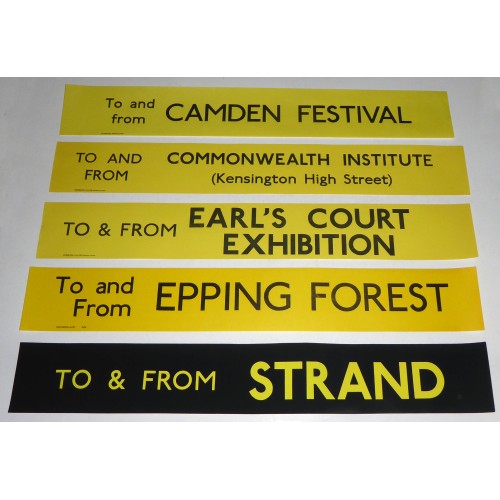 To and from CAMDEN FESTIVAL
TO AND FROM COMMONWEALTH INSTITUTE
(Kensington High Street)
TO & FROM EARL'S COURT
EXHIBITION
To and From EPPING FOREST
TO & FROM STRAND